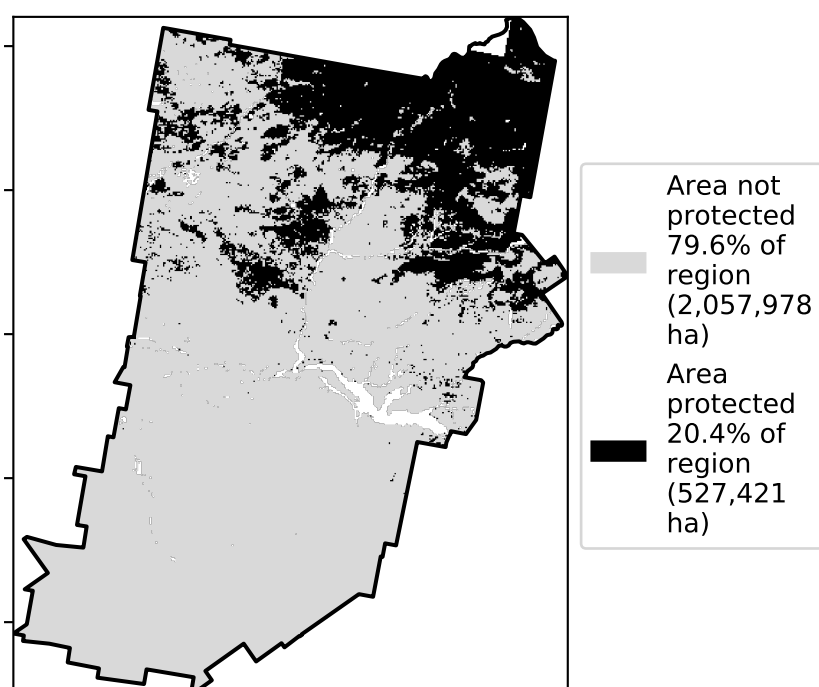 Area not
protected
79.6% of
region
(2,057,978
ha)
Area
protected
20.4% of
region
(527,421
ha)